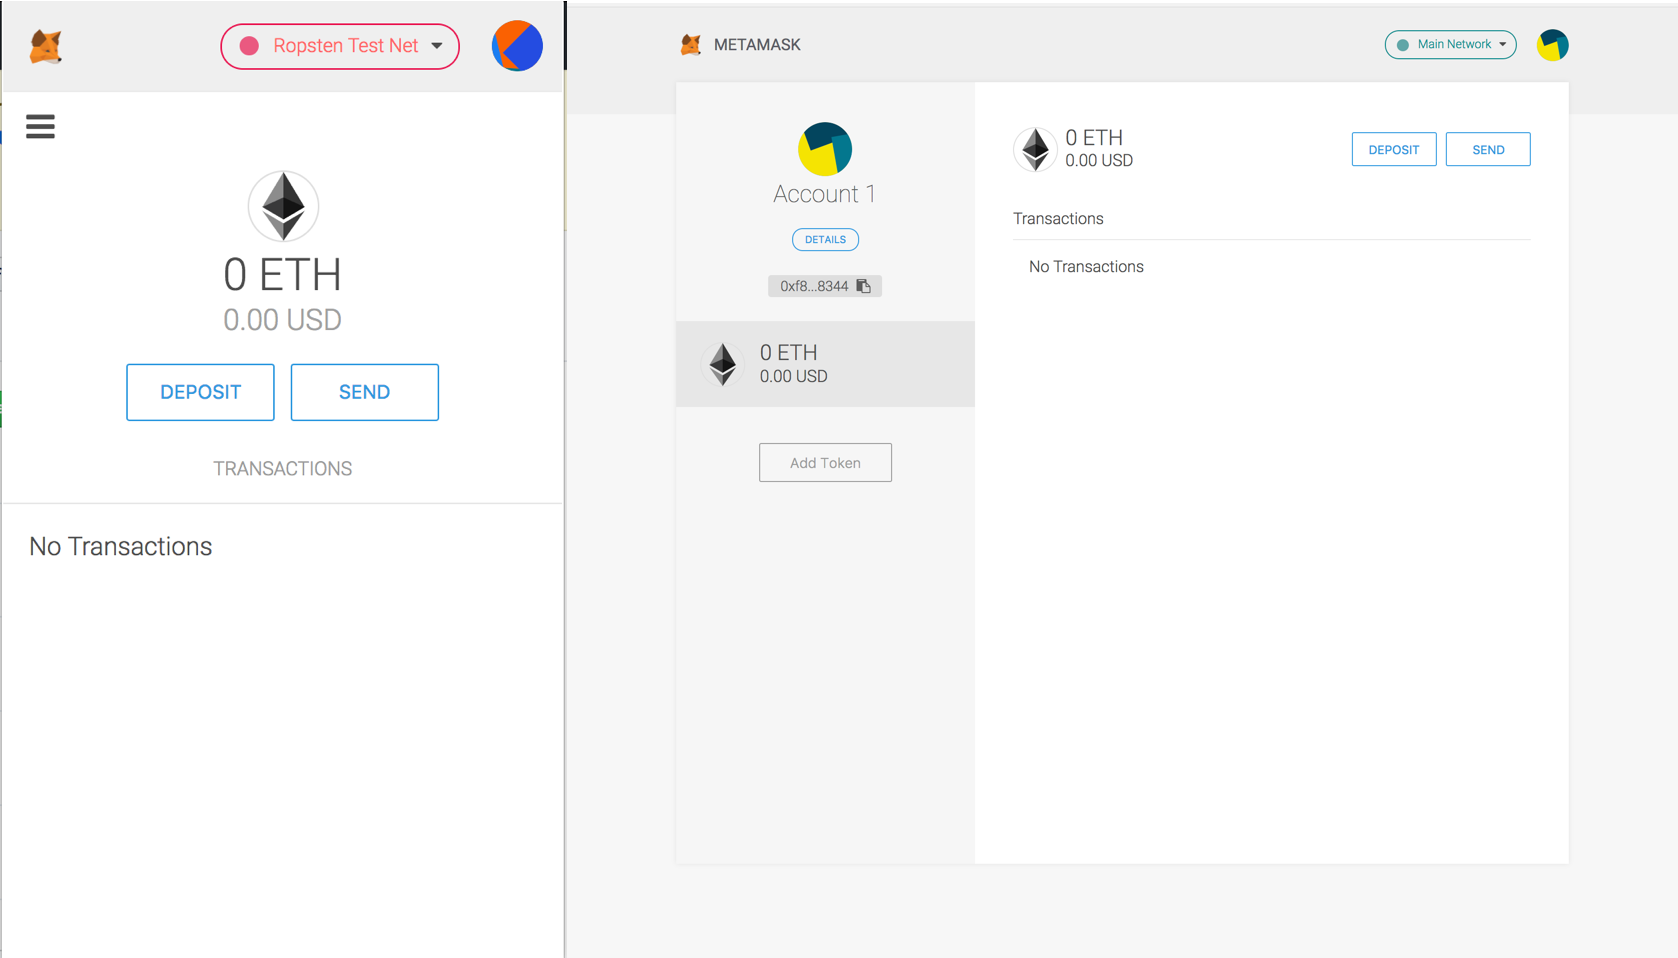 Ropsten Test Net
0 ETH
0.00 USD
DEPOSIT
SEND
TRANSACTIONS
No Transactions
METAMASK
Main Network
Account 1
DETAILS
0xf8...8344
0 ETH
0.00 USD
Add Token
0 ETH
0.00 USD
DEPOSIT
SEND
Transactions
No Transactions